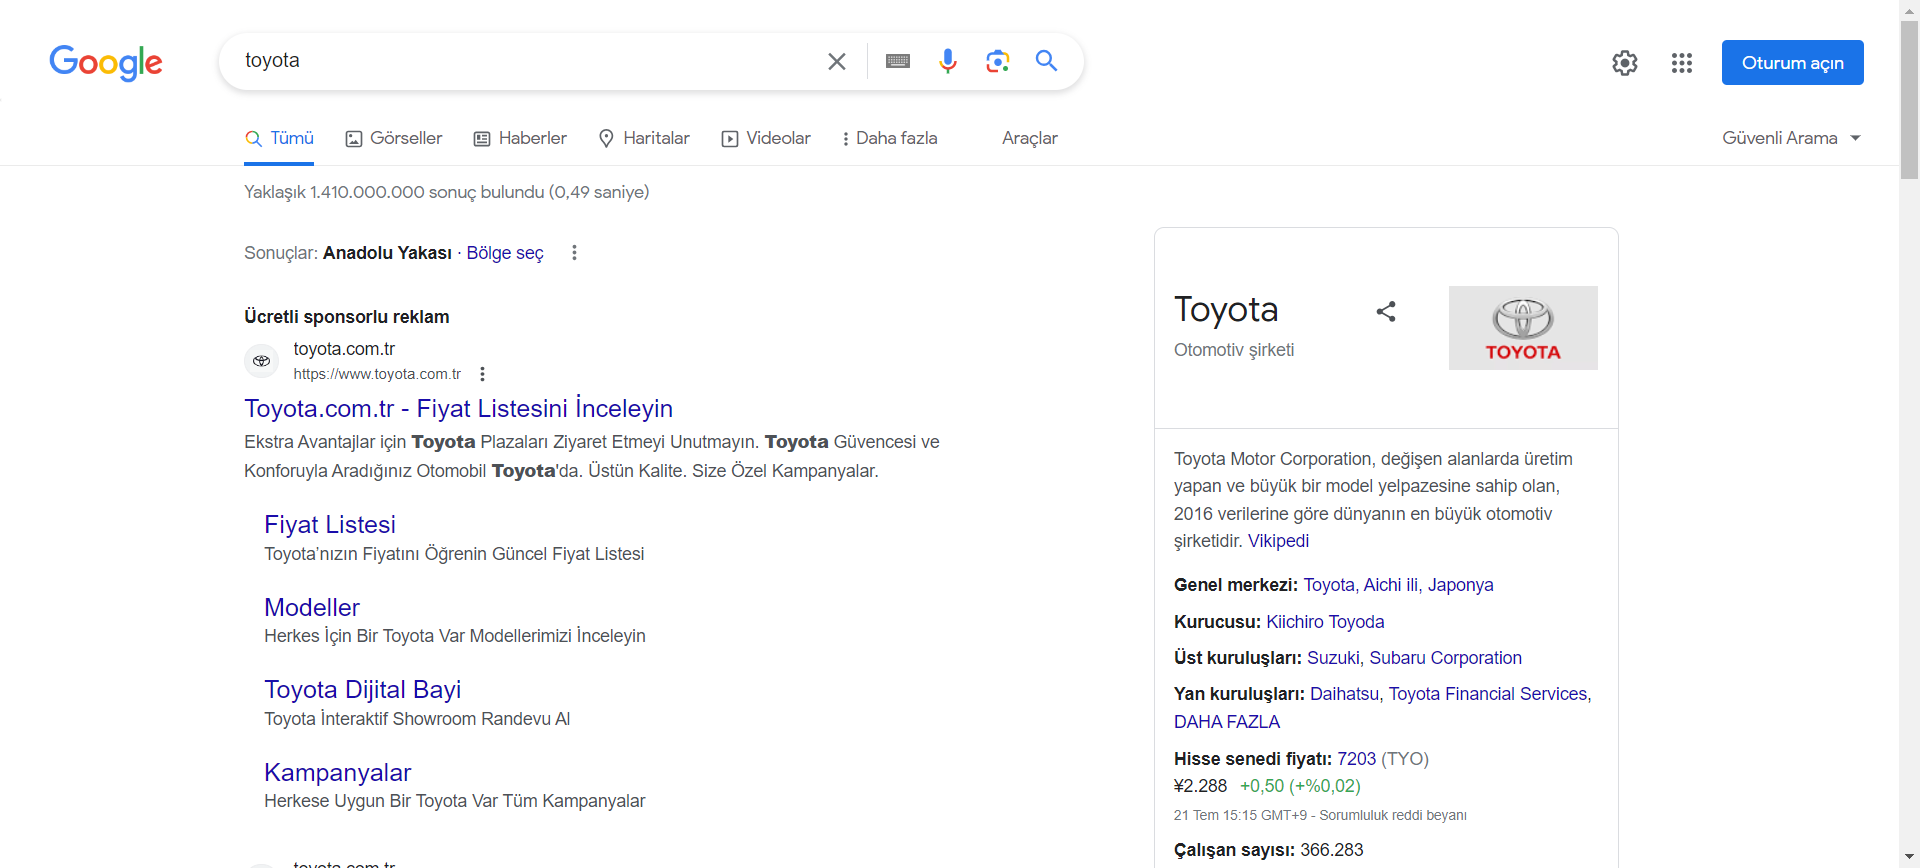 Google
toyota
Oturum açın
Tümü
Görseller
Haberler
Haritalar
Videolar
Daha fazla
Araçlar
Güvenli Arama
Yaklaşık 1.410.000.000 sonuç bulundu (0,49 saniye)
Sonuçlar: Anadolu Yakası · Bölge seç
Ücretli sponsorlu reklam
toyota.com.tr
https://www.toyota.com.tr
Toyota.com.tr - Fiyat Listesini İnceleyin
Ekstra Avantajlar için Toyota Plazaları Ziyaret Etmeyi Unutmayın. Toyota Güvencesi ve
Konforuyla Aradığınız Otomobil Toyota'da. Üstün Kalite. Size Özel Kampanyalar.
Fiyat Listesi
Toyota’nızın Fiyatını Öğrenin Güncel Fiyat Listesi
Modeller
Herkes İçin Bir Toyota Var Modellerimizi İnceleyin
Toyota Dijital Bayi
Toyota İnteraktif Showroom Randevu Al
Kampanyalar
Herkese Uygun Bir Toyota Var Tüm Kampanyalar
toyota.com.tr
Toyota
Otomotiv şirketi
TOYOTA
Toyota Motor Corporation, değişen alanlarda üretim
yapan ve büyük bir model yelpazesine sahip olan,
2016 verilerine göre dünyanın en büyük otomotiv
şirketidir. Vikipedi
Genel merkezi: Toyota, Aichi ili, Japonya
Kurucusu: Kiichiro Toyoda
Üst kuruluşları: Suzuki, Subaru Corporation
Yan kuruluşları: Daihatsu, Toyota Financial Services,
DAHA FAZLA
Hisse senedi fiyatı: 7203 (TYO)
¥2.288 +0,50 (+%0,02)
21 Tem 15:15 GMT+9 - Sorumluluk reddi beyanı
Çalışan sayısı: 366.283